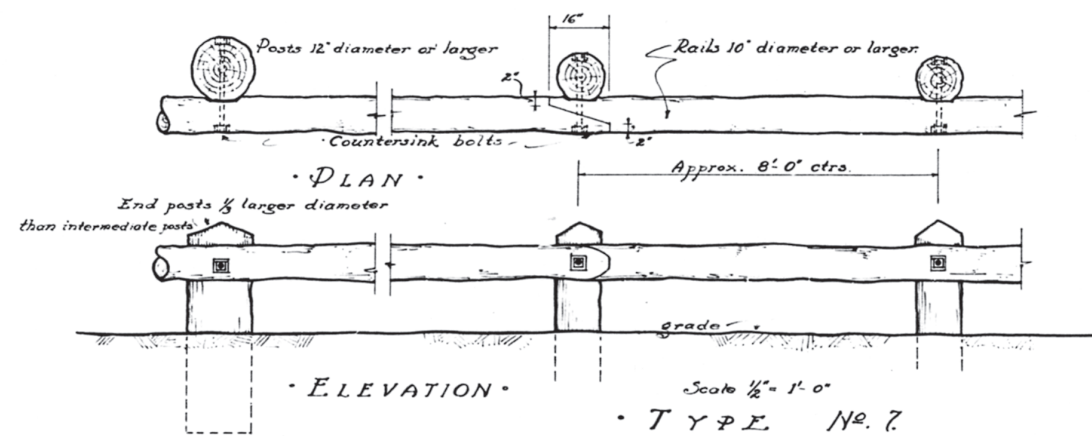 16"
Posts 12" diameter or larger
Rails 10" diameter or larger.
2"
Countersink bolts
2"
• PLAN •
Approx. 8'-0" ctrs.
End posts 1/3 larger diameter
than intermediate posts
grade
• ELEVATION •
Scale 1/2" = 1'-0"
• TYPE No. 7.